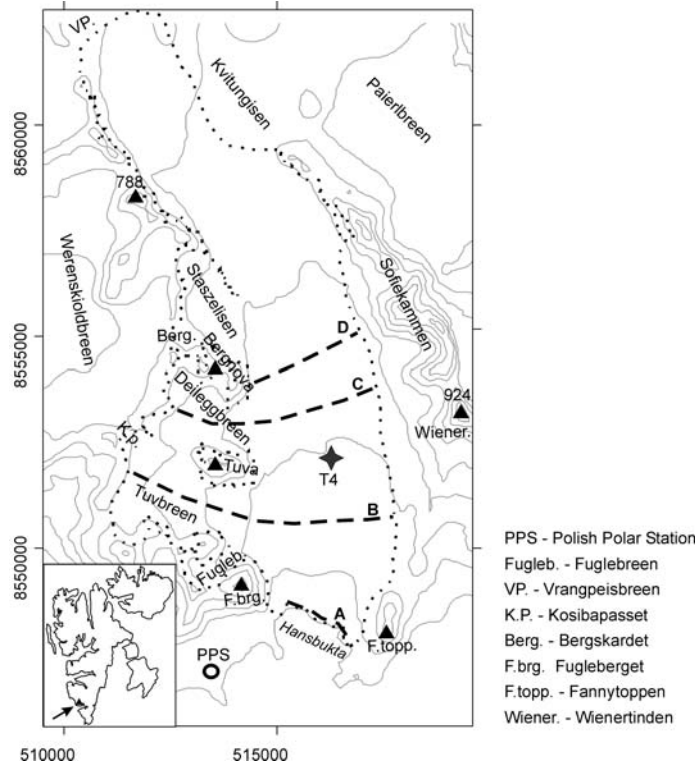 VP.
Kvitungisen
Paierlbreen
8560000
788
Werenskioldbreen
Staszelisen
Sofiekammen
8555000
Berg.
Bergnova
D
Deileggbreen
C
924
K.P.
Wiener.
Tuva
T4
Tuvbreen
B
8550000
Fugleb.
F.brg.
A
Hansbukta
F.topp.
PPS
510000
515000
PPS - Polish Polar Station
Fugleb. - Fuglebreen
VP. - Vrangpeisbreen
K.P. - Kosibapasset
Berg. - Bergskardet
F.brg. Fugleberget
F.topp. - Fannytoppen
Wiener. - Wienertinden